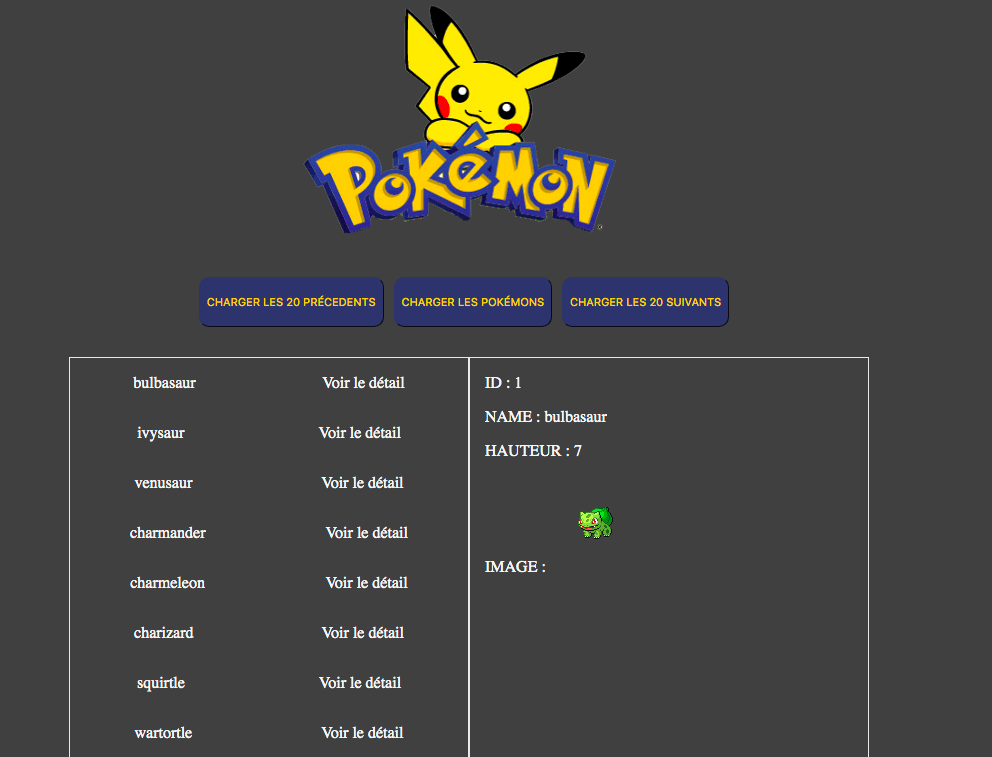 POKéMON
CHARGER LES 20 PRÉCEDENTS
CHARGER LES POKÉMONS
CHARGER LES 20 SUIVANTS
bulbasaur Voir le détail
ivysaur Voir le détail
venusaur Voir le détail
charmander Voir le détail
charmeleon Voir le détail
charizard Voir le détail
squirtle Voir le détail
wartortle Voir le détail
ID : 1
NAME : bulbasaur
HAUTEUR : 7
IMAGE :